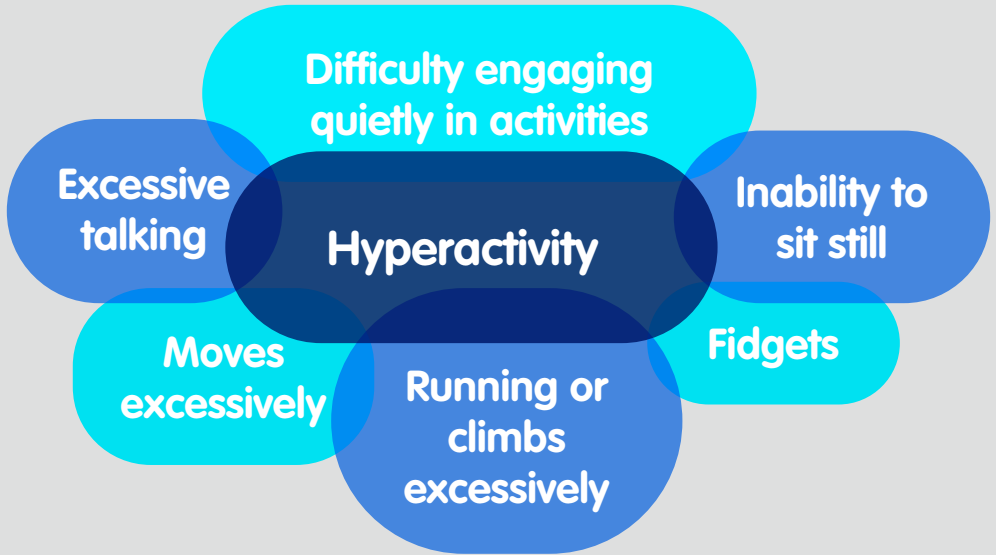 Difficulty engaging
quietly in activities
Excessive
talking
Hyperactivity
Inability to
sit still
Moves
excessively
Running or
climbs
excessively
Fidgets